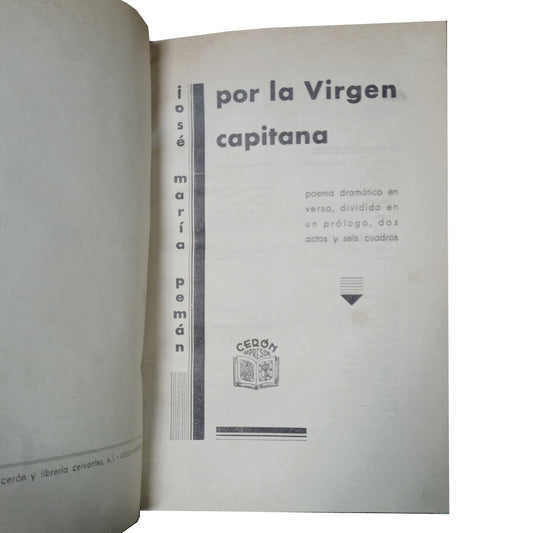 cerón y librería cervantes, s.l.-
josé maría pemán
por la Virgen
capitana
poema dramático en
verso, dividido en
un prólogo, dos
actos y seis cuadros
CERÓN
IMPRESOR